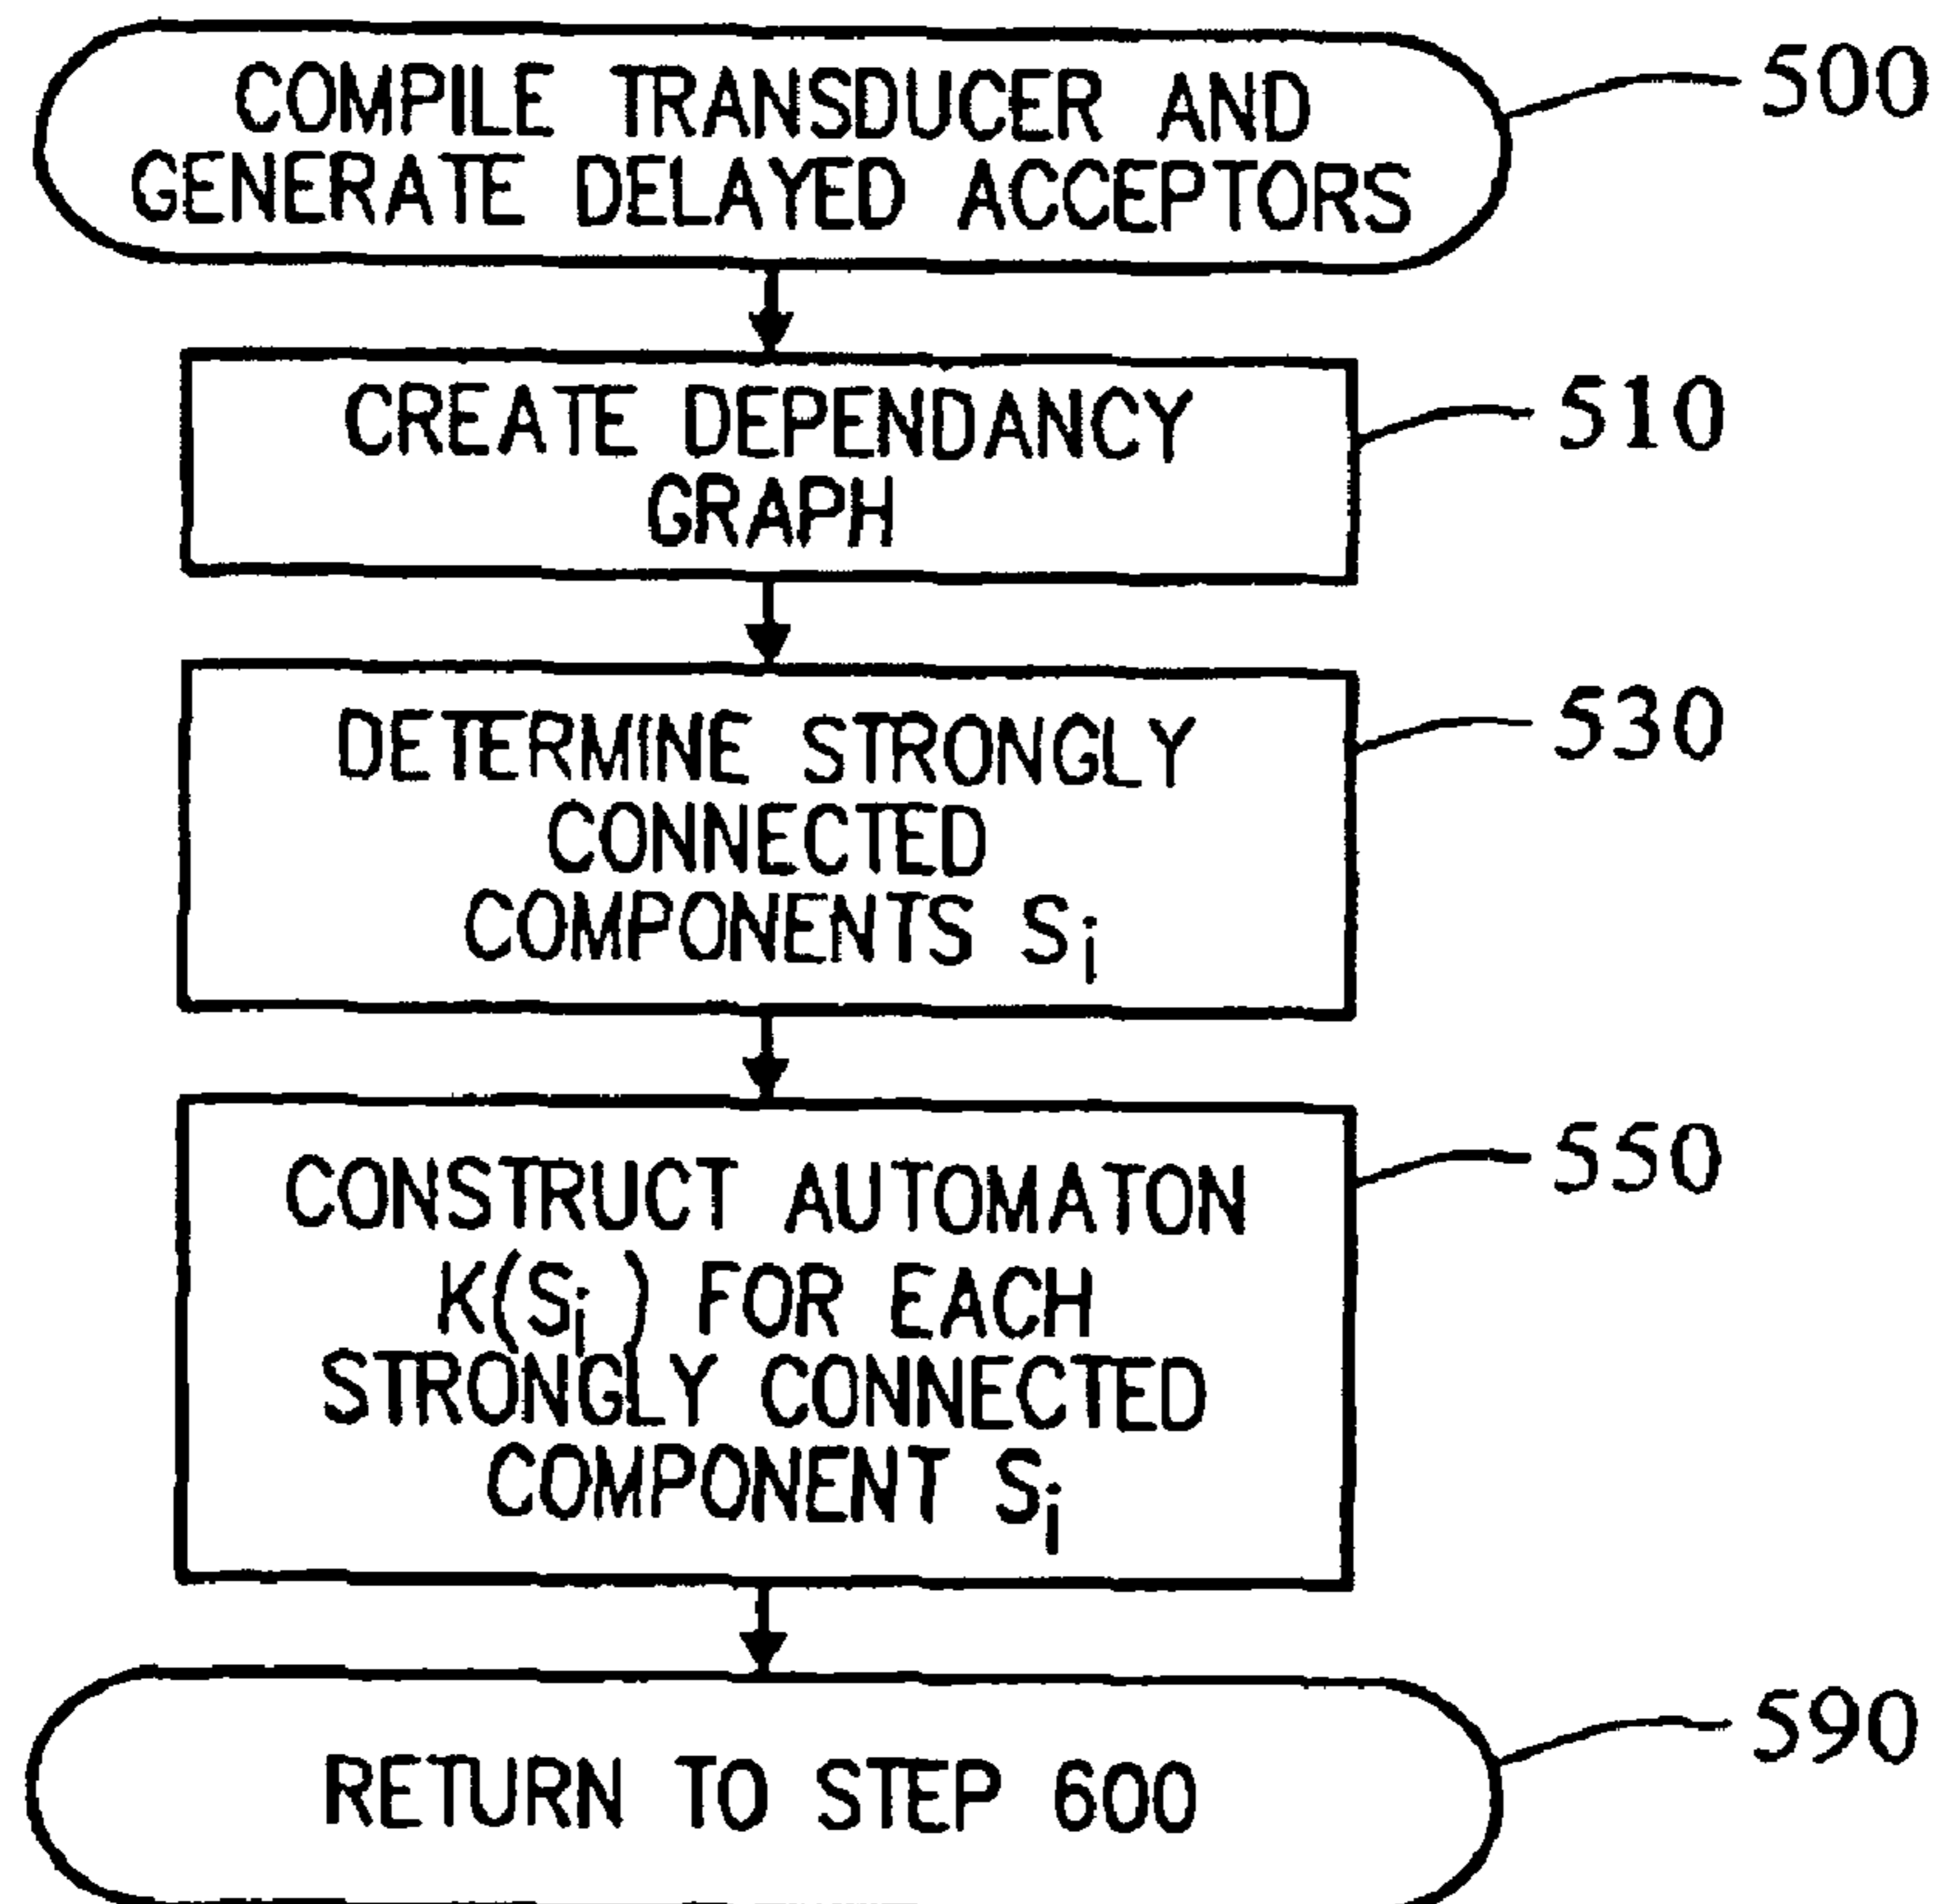 COMPILE TRANSDUCER AND
GENERATE DELAYED ACCEPTORS
500
CREATE DEPENDANCY
GRAPH
510
DETERMINE STRONGLY
CONNECTED
COMPONENTS Si
530
CONSTRUCT AUTOMATON
K(Si) FOR EACH
STRONGLY CONNECTED
COMPONENT Si
550
RETURN TO STEP 600
590